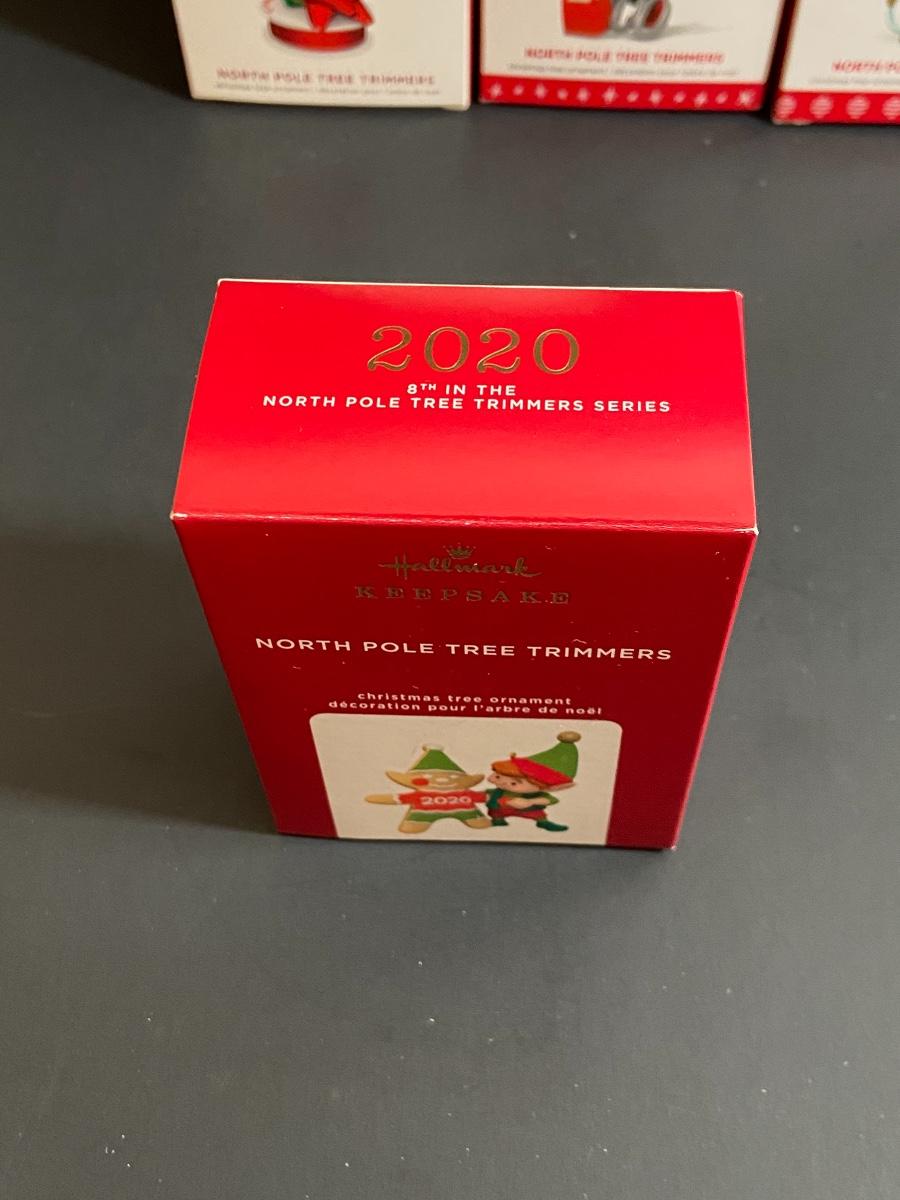 NORTH POLE TREE TRIMMERS
NORTH POLE TREE TRIMMERS
NORTH
2020
8TH IN THE
NORTH POLE TREE TRIMMERS SERIES
Hallmark
KEEPSAKE
NORTH POLE TREE TRIMMERS
christmas tree ornament
décoration pour l'arbre de noël
2020